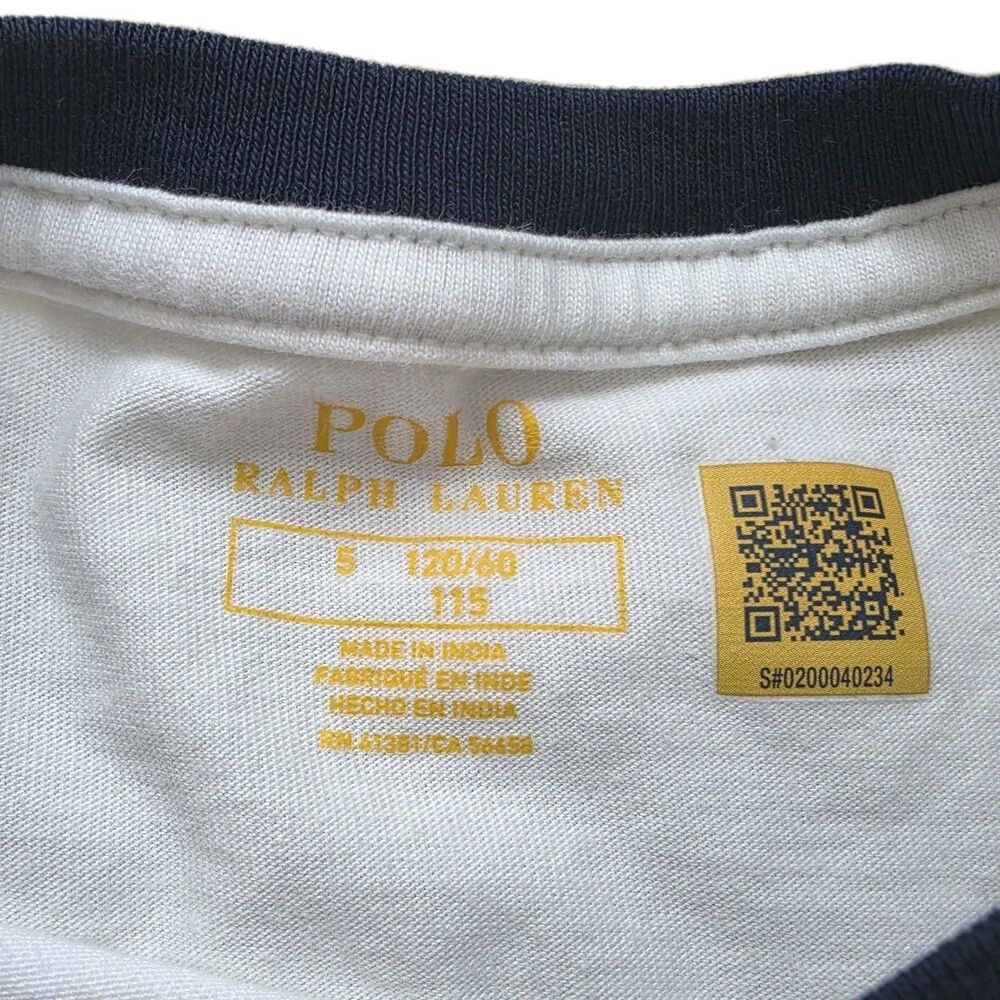 POLO
RALPH LAUREN
5 120/60
115
MADE IN INDIA
FABRIQUÉ EN INDE
HECHO EN INDIA
RN 41381/CA 56658
S#0200040234